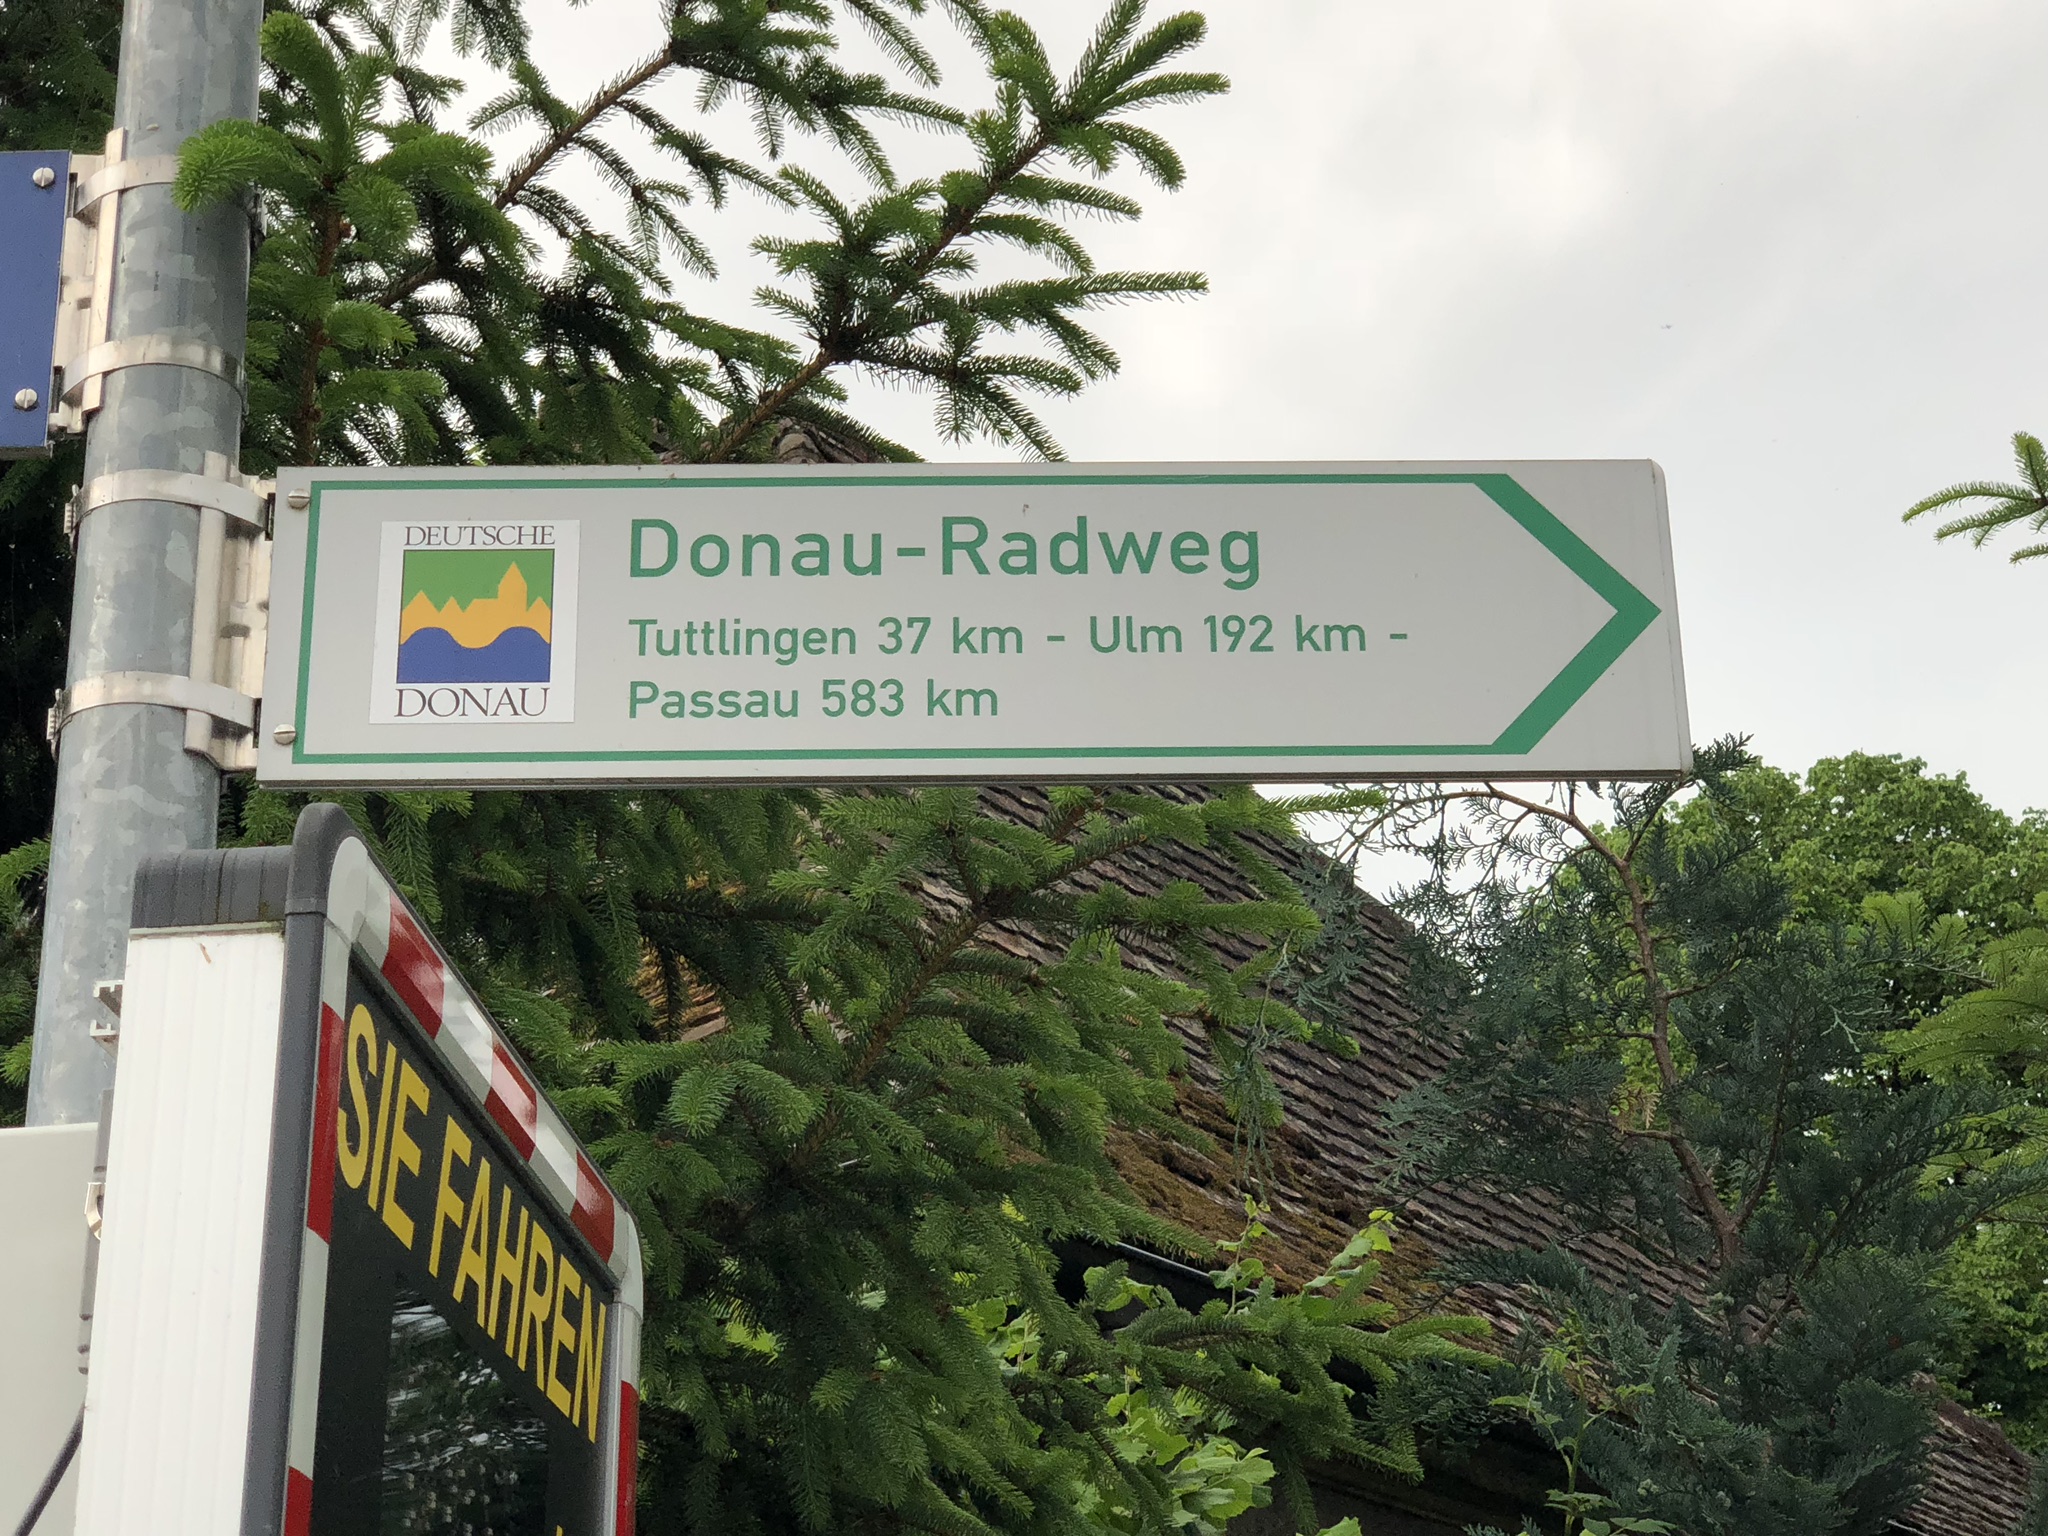 DEUTSCHE
DONAU
Donau-Radweg
Tuttlingen 37 km - Ulm 192 km -
Passau 583 km
SIE FAHREN